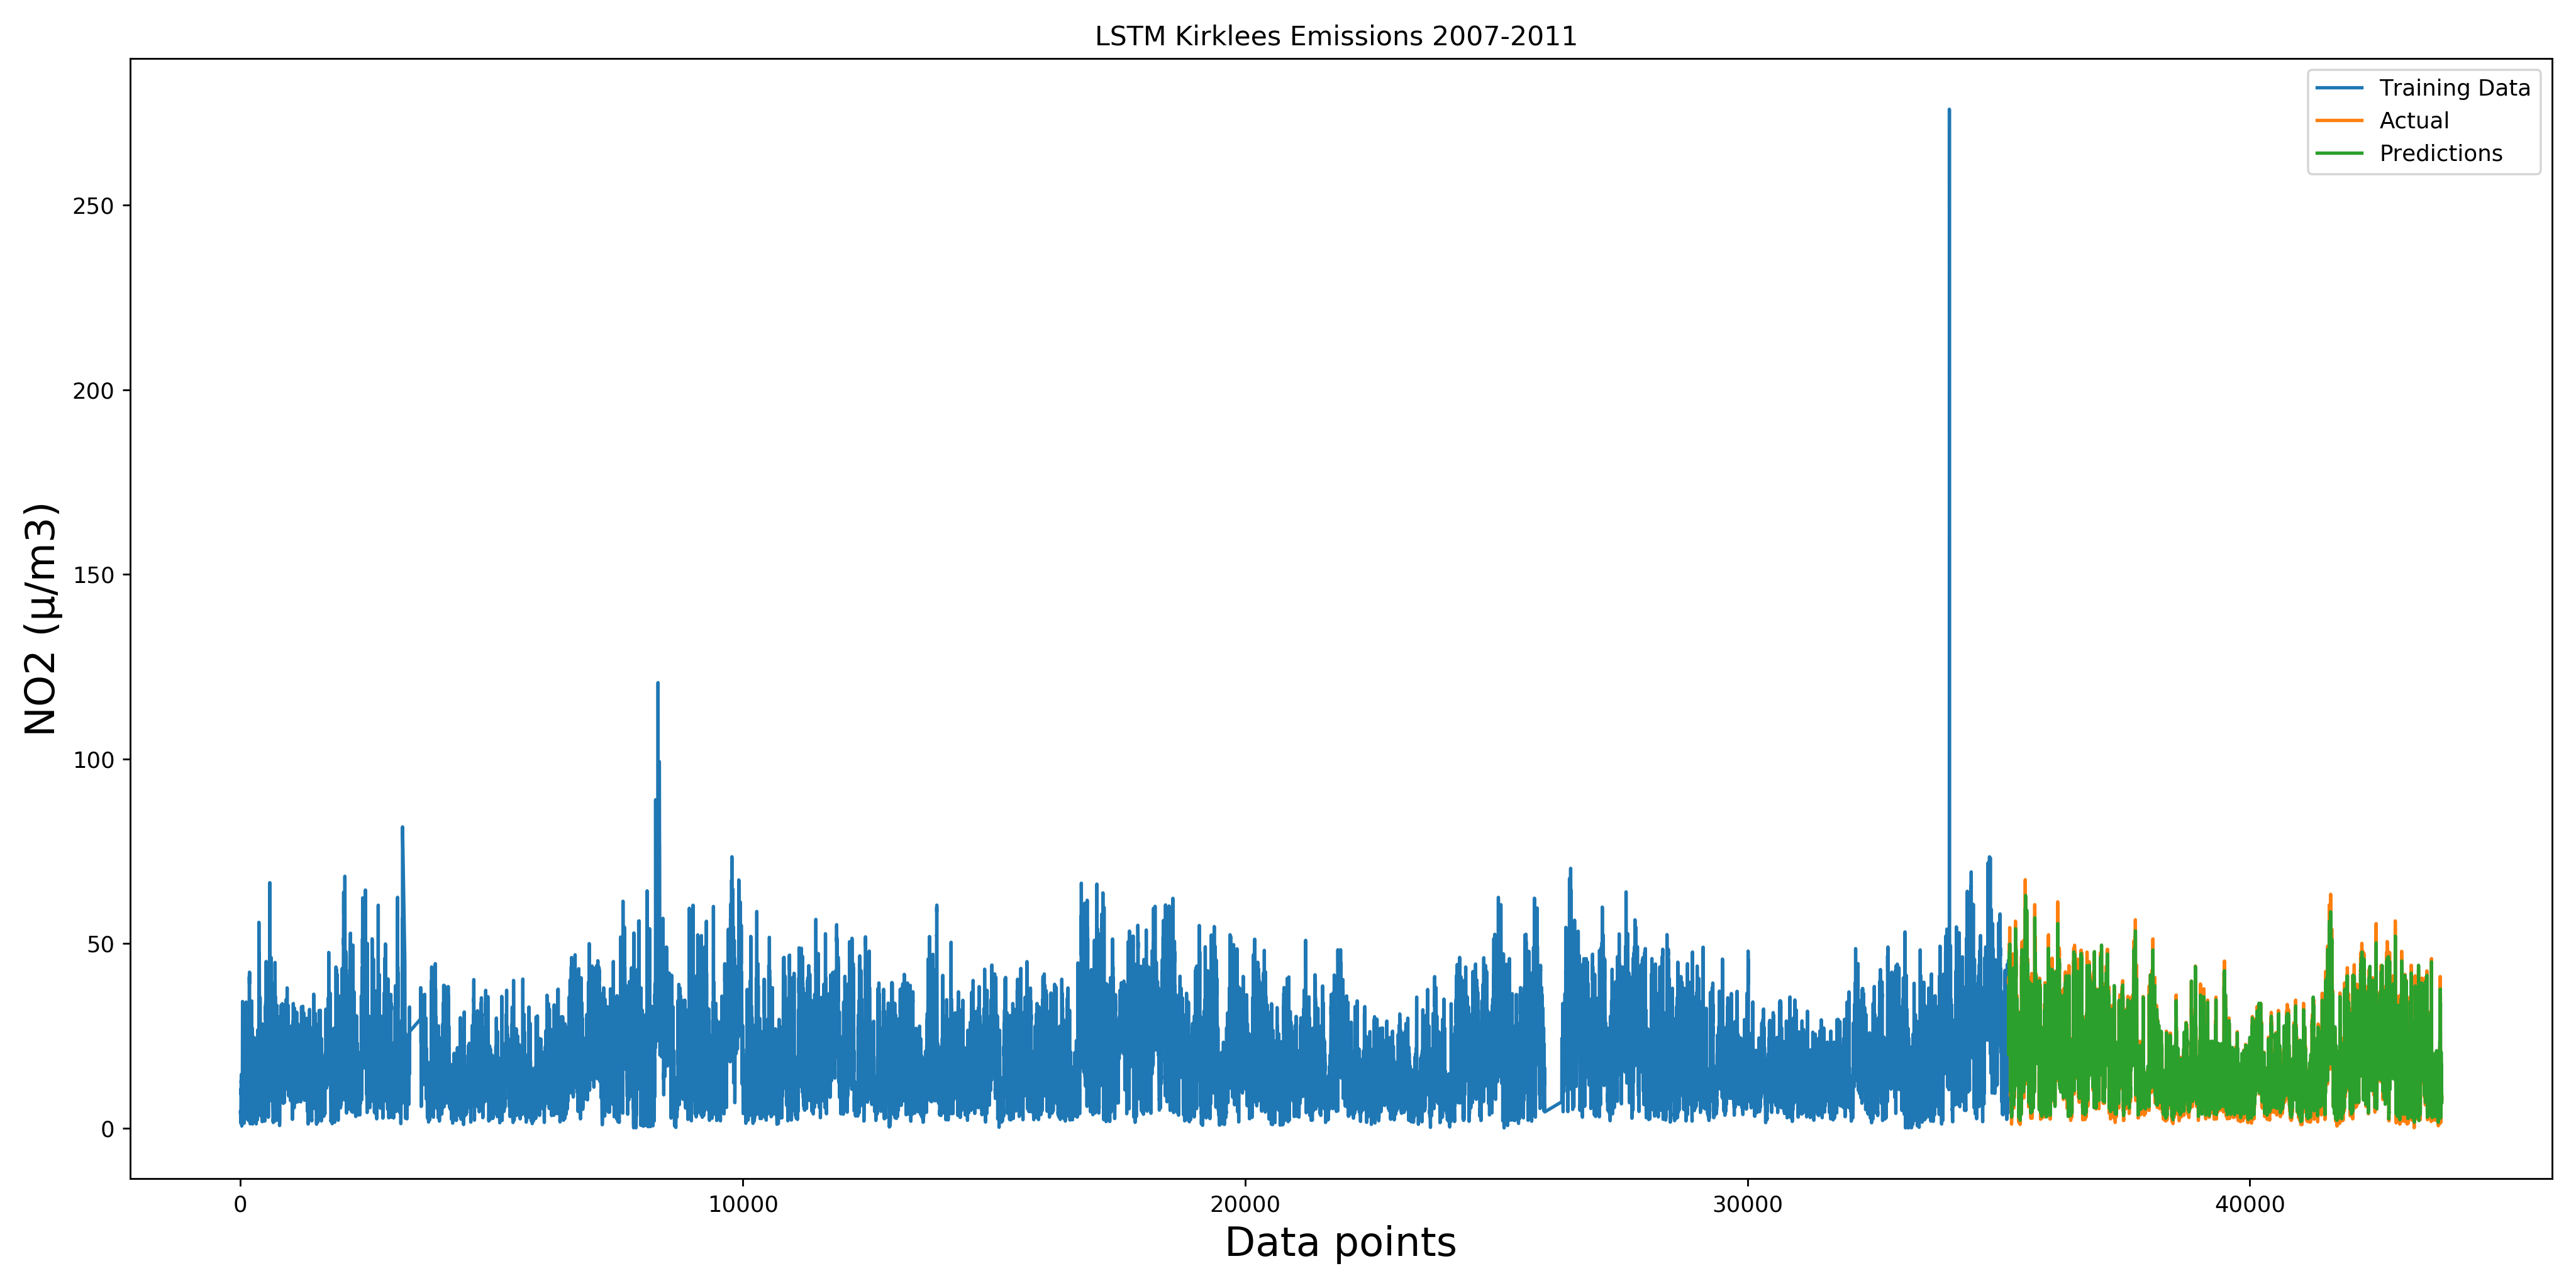 LSTM Kirklees Emissions 2007-2011
Training Data
Actual
Predictions
NO2 (µ/m3)
250
200
150
100
50
0
0 10000 20000 30000 40000
Data points